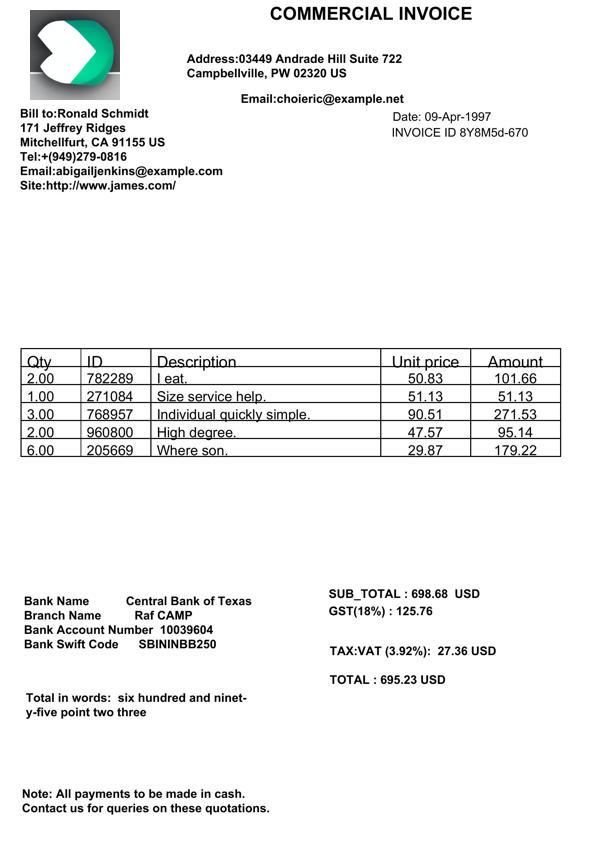 COMMERCIAL INVOICE
Address:03449 Andrade Hill Suite 722
Campbellville, PW 02320 US
Email:choieric@example.net
Bill to:Ronald Schmidt
171 Jeffrey Ridges
Mitchellfurt, CA 91155 US
Tel:+(949)279-0816
Email:abigailjenkins@example.com
Site:http://www.james.com/
Date: 09-Apr-1997
INVOICE ID 8Y8M5d-670
Qty ID Description Unit price Amount
2.00 782289 I eat. 50.83 101.66
1.00 271084 Size service help. 51.13 51.13
3.00 768957 Individual quickly simple. 90.51 271.53
2.00 960800 High degree. 47.57 95.14
6.00 205669 Where son. 29.87 179.22
Bank Name Central Bank of Texas
Branch Name Raf CAMP
Bank Account Number 10039604
Bank Swift Code SBININBB250
SUB_TOTAL : 698.68 USD
GST(18%) : 125.76
TAX:VAT (3.92%): 27.36 USD
TOTAL : 695.23 USD
Total in words: six hundred and ninet-
y-five point two three
Note: All payments to be made in cash.
Contact us for queries on these quotations.